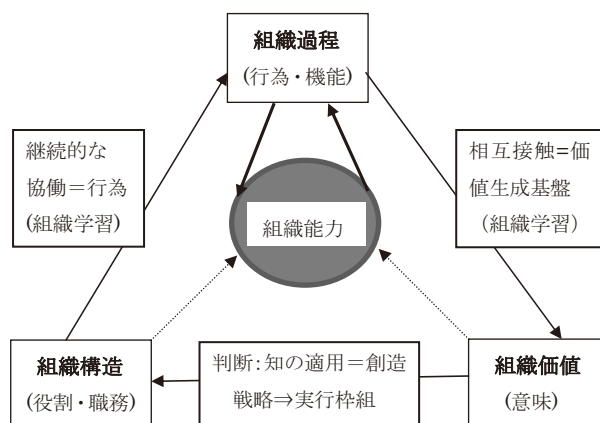 組織過程
(行為・機能)
継続的な
協働＝行為
(組織学習)
相互接触=価
値生成基盤
（組織学習）
組織能力
組織構造
(役割・職務)
判断:知の適用＝創造
戦略⇒実行枠組
組織価値
(意味)